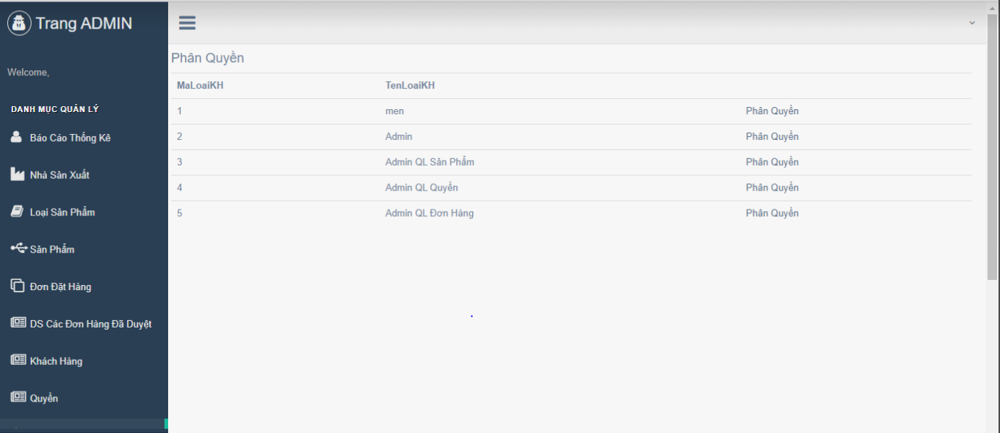 Trang ADMIN
Welcome,
DANH MỤC QUẢN LÝ
Báo Cáo Thống Kê
Nhà Sản Xuất
Loại Sản Phẩm
Sản Phẩm
Đơn Đặt Hàng
DS Các Đơn Hàng Đã Duyệt
Khách Hàng
Quyền
Phân Quyền
MaLoaiKH TenLoaiKH
1 men Phân Quyền
2 Admin Phân Quyền
3 Admin QL Sản Phẩm Phân Quyền
4 Admin QL Quyền Phân Quyền
5 Admin QL Đơn Hàng Phân Quyền